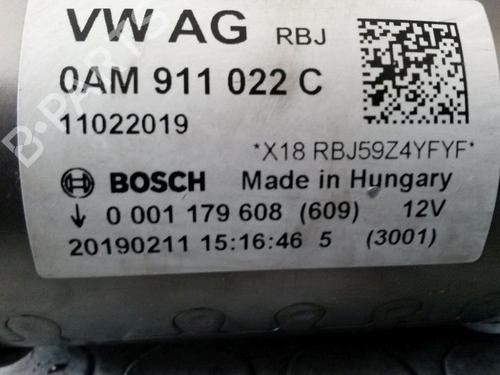 VW AG RBJ
0AM 911 022 C
11022019
*X18 RBJ59Z4YFYF*
BOSCH Made in Hungary
0 001 179 608 (609) 12V
20190211 15:16:46 5 (3001)
B-PARTS